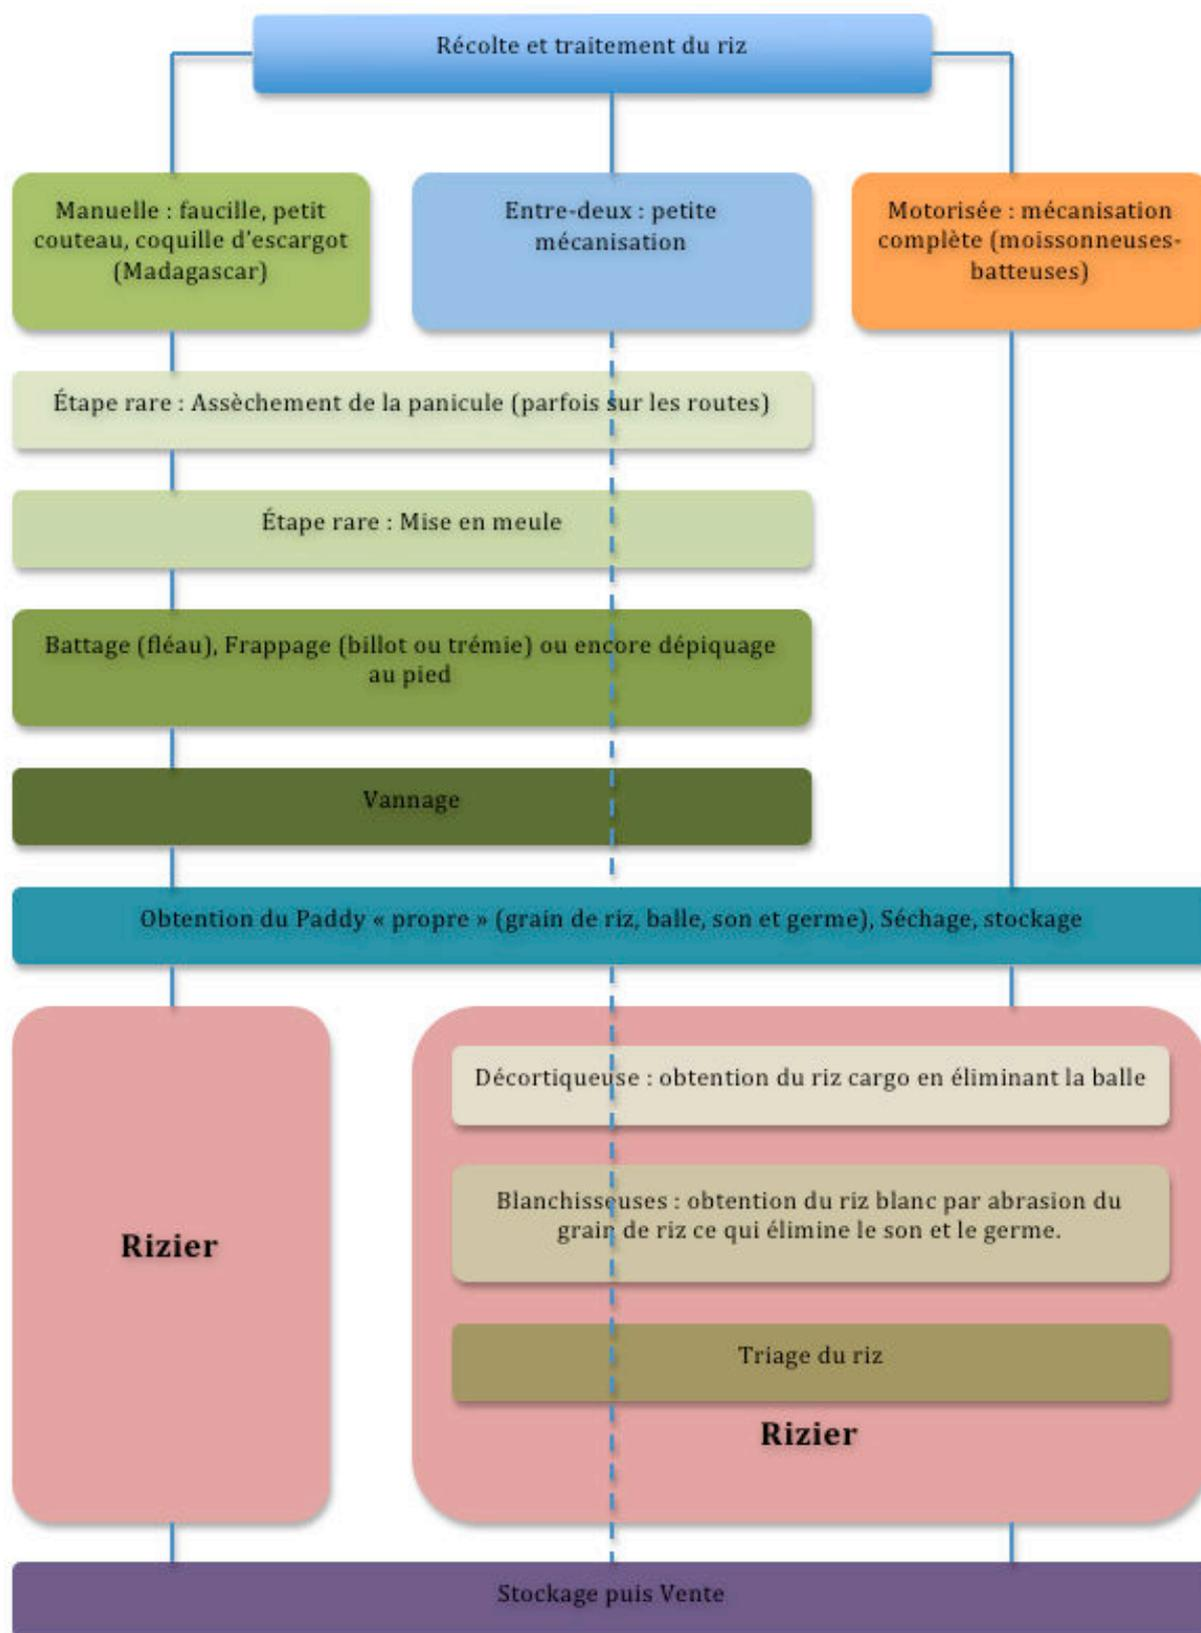 Récolte et traitement du riz
Manuelle : faucille, petit
couteau, coquille d'escargot
(Madagascar)
Entre-deux : petite
mécanisation
Motorisée : mécanisation
complète (moissonneuses-
batteuses)
Étape rare : Assèchement de la panicule (parfois sur les routes)
Étape rare : Mise en meule
Battage (fléau), Frappage (billot ou trémie) ou encore dépiquage
au pied
Vannage
Obtention du Paddy « propre » (grain de riz, balle, son et germe), Séchage, stockage
Rizier
Décortiqueuse : obtention du riz cargo en éliminant la balle
Blanchisseuses : obtention du riz blanc par abrasion du
grain de riz ce qui élimine le son et le germe.
Triage du riz
Rizier
Stockage puis Vente